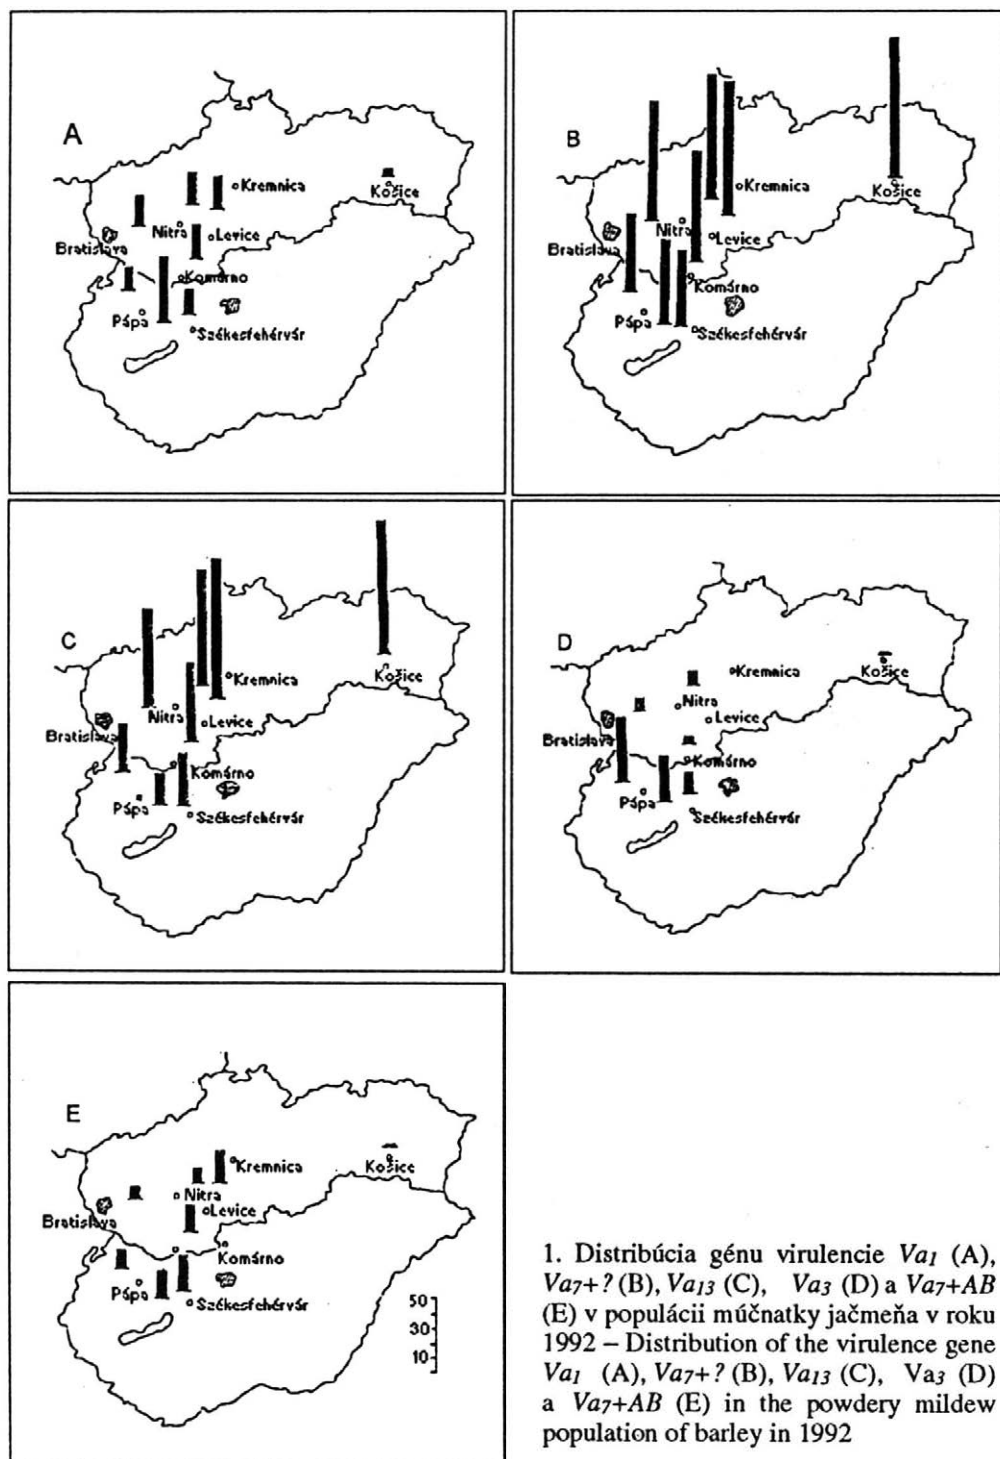 A
Kremnica
Košice
Nitra
Levice
Bratislava
Komárno
Pápa
Székesfehérvár
B
Kremnica
Košice
Nitra
Levice
Bratislava
Komárno
Pápa
Székesfehérvár
C
Kremnica
Košice
Nitra
Levice
Bratislava
Komárno
Pápa
Székesfehérvár
D
Kremnica
Košice
Nitra
Levice
Bratislava
Komárno
Pápa
Székesfehérvár
E
Kremnica
Košice
Nitra
Levice
Bratislava
Komárno
Pápa
Székesfehérvár
50
30
10
1. Distribúcia génu virulencie Va1 (A),
Va7+? (B), Va13 (C), Va3 (D) a Va7+AB
(E) v populácii múčnatky jačmeňa v roku
1992 – Distribution of the virulence gene
Va1 (A), Va7+? (B), Va13 (C), Va3 (D)
a Va7+AB (E) in the powdery mildew
population of barley in 1992